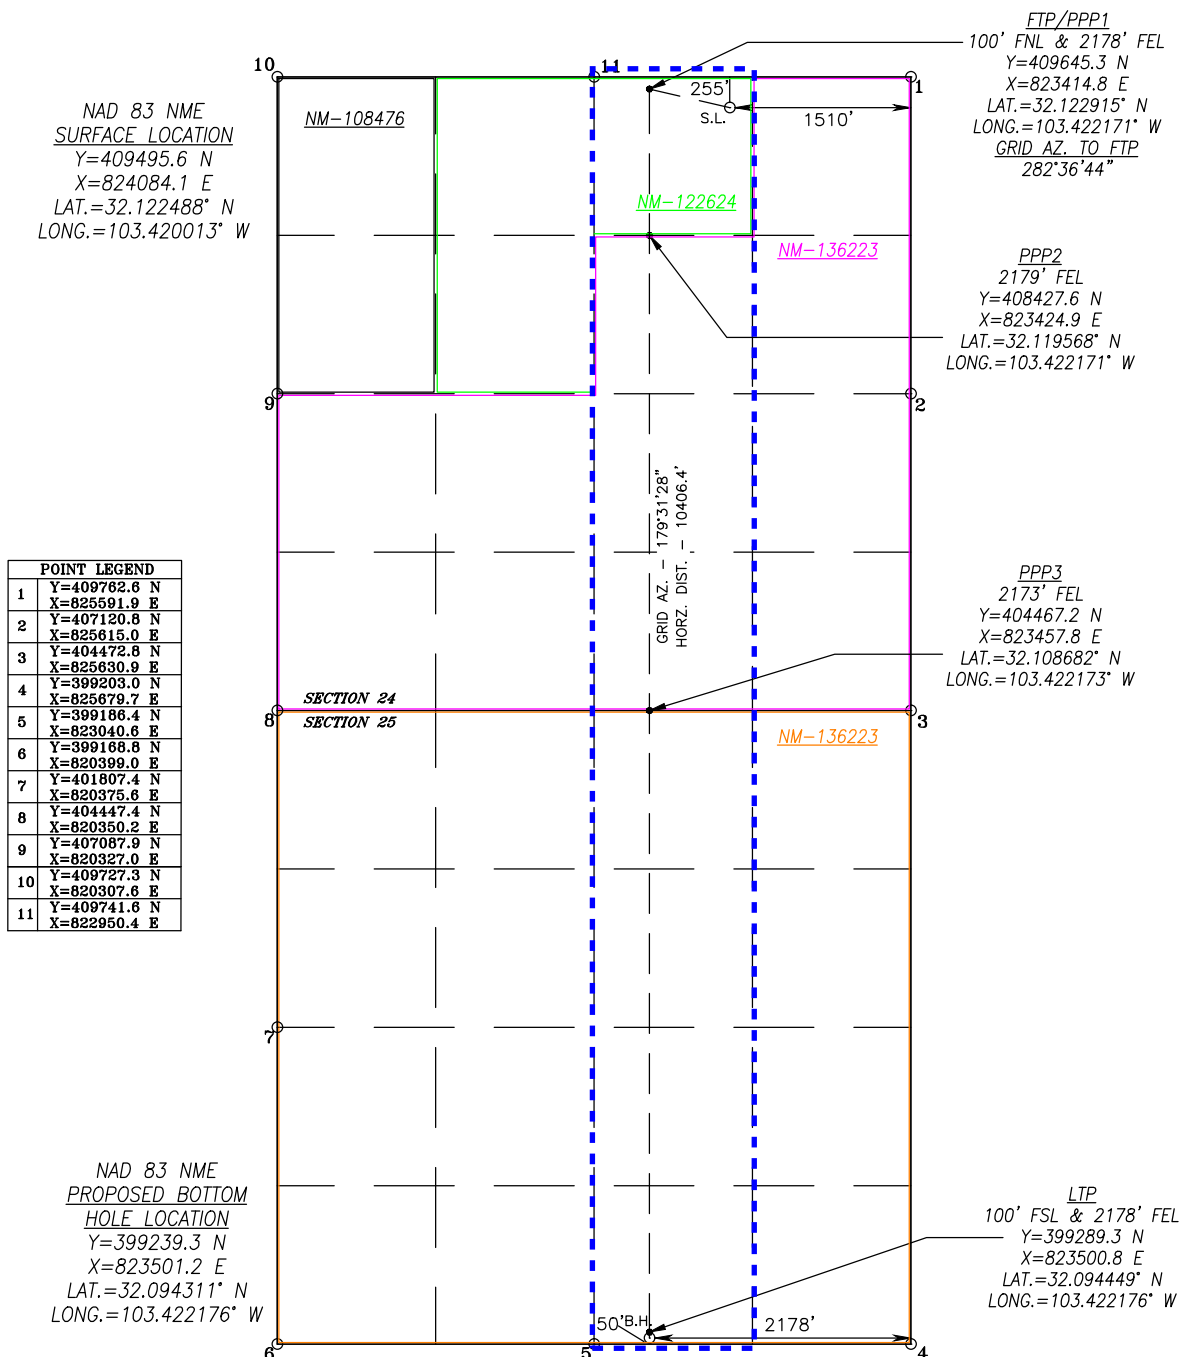 FTP/PPP1
100' FNL & 2178' FEL
Y=409645.3 N
X=823414.8 E
LAT.=32.122915° N
LONG.=103.422171° W
GRID AZ. TO FTP
282°36'44"
10
11
1
NAD 83 NME
SURFACE LOCATION
Y=409495.6 N
X=824084.1 E
LAT.=32.122488° N
LONG.=103.420013° W
NM-108476
255'
S.L.
1510'
NM-122624
NM-136223
PPP2
2179' FEL
Y=408427.6 N
X=823424.9 E
LAT.=32.119568° N
LONG.=103.422171° W
9
2
GRID AZ. - 179°31'28"
HORZ. DIST. - 10406.4'
POINT LEGEND
1 Y=409762.6 N
X=825591.9 E
2 Y=407120.8 N
X=825615.0 E
3 Y=404472.8 N
X=825630.9 E
4 Y=399203.0 N
X=825679.7 E
5 Y=399186.4 N
X=823040.6 E
6 Y=399168.8 N
X=820399.0 E
7 Y=401807.4 N
X=820375.6 E
8 Y=404447.4 N
X=820350.2 E
9 Y=407087.9 N
X=820327.0 E
10 Y=409727.3 N
X=820307.6 E
11 Y=409741.6 N
X=822950.4 E
PPP3
2173' FEL
Y=404467.2 N
X=823457.8 E
LAT.=32.108682° N
LONG.=103.422173° W
SECTION 24
8
3
SECTION 25
NM-136223
7
NAD 83 NME
PROPOSED BOTTOM
HOLE LOCATION
Y=399239.3 N
X=823501.2 E
LAT.=32.094311° N
LONG.=103.422176° W
LTP
100' FSL & 2178' FEL
Y=399289.3 N
X=823500.8 E
LAT.=32.094449° N
LONG.=103.422176° W
50'
B.H.
2178'
6
5
4